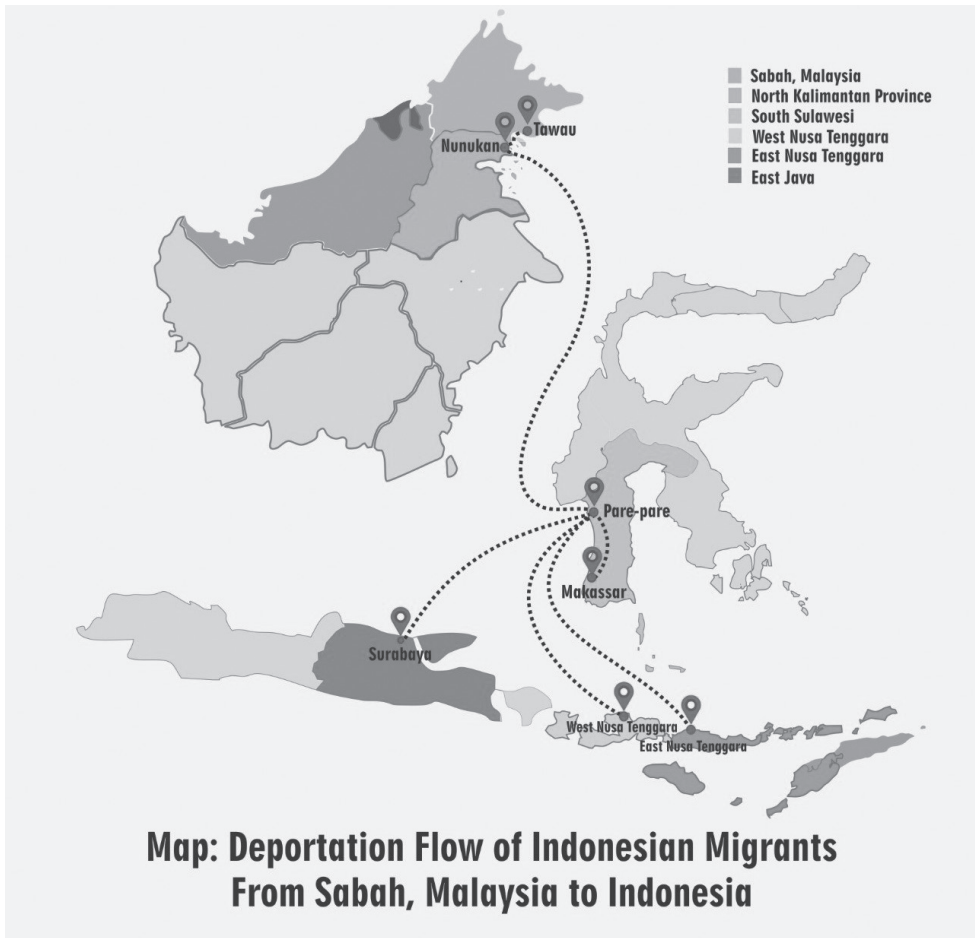 Sabah, Malaysia
North Kalimantan Province
South Sulawesi
West Nusa Tenggara
East Nusa Tenggara
East Java
Tawau
Nunukan
Pare-pare
Makassar
Surabaya
West Nusa Tenggara
East Nusa Tenggara
Map: Deportation Flow of Indonesian Migrants
From Sabah, Malaysia to Indonesia